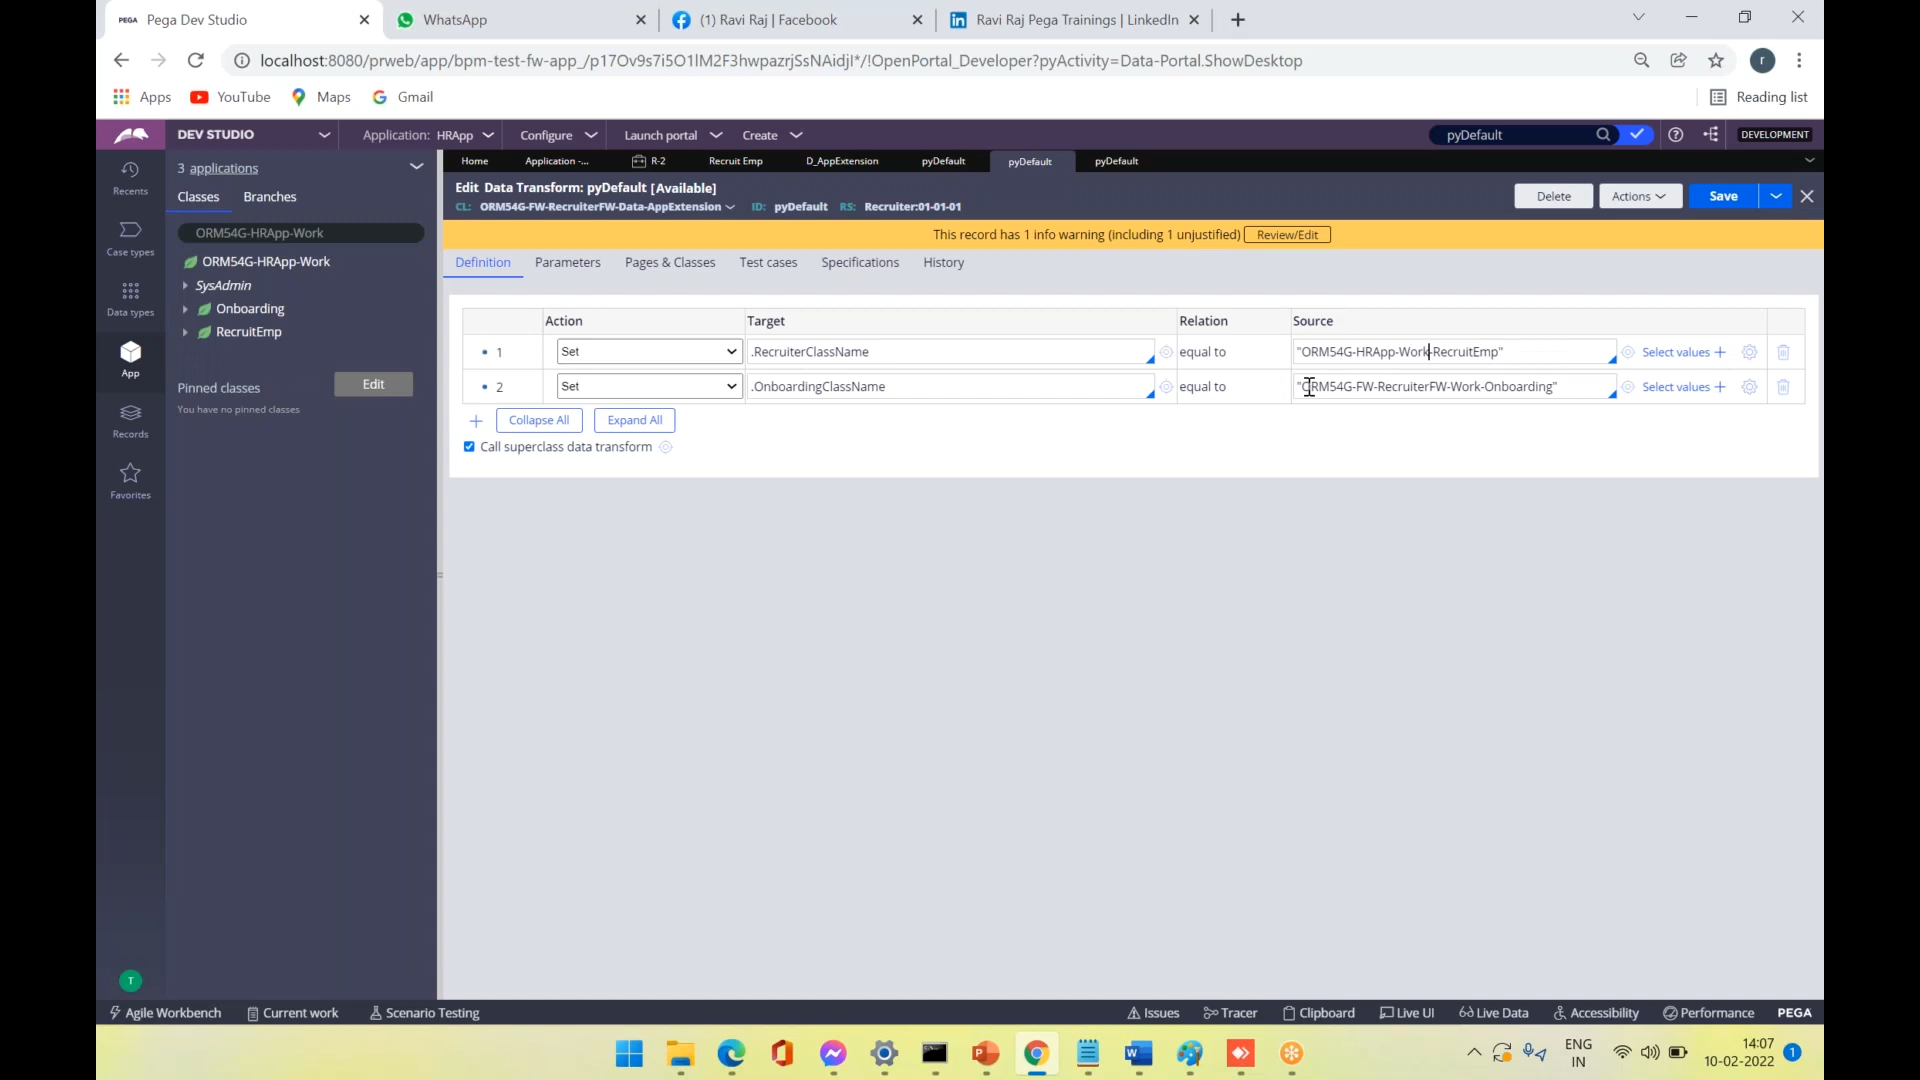 PEGA Pega Dev Studio
WhatsApp
(1) Ravi Raj | Facebook
in Ravi Raj Pega Trainings | LinkedIn
localhost:8080/prweb/app/bpm-test-fw-app_/p17Ov9s7i5O1lM2F3hwpazrjSsNAidjI*/!OpenPortal_Developer?pyActivity=Data-Portal.ShowDesktop
r
Apps YouTube Maps Gmail Reading list
DEV STUDIO Application: HRApp Configure Launch portal Create pyDefault DEVELOPMENT
Recents
Case types
Data types
App
Records
Favorites
T
3 applications
Classes Branches
ORM54G-HRApp-Work
ORM54G-HRApp-Work
SysAdmin
Onboarding
RecruitEmp
Pinned classes Edit
You have no pinned classes
Home Application -... R-2 Recruit Emp D_AppExtension pyDefault pyDefault pyDefault
Edit Data Transform: pyDefault [Available]
CL: ORM54G-FW-RecruiterFW-Data-AppExtension ID: pyDefault RS: Recruiter:01-01-01
Delete Actions Save
This record has 1 info warning (including 1 unjustified) Review/Edit
Definition Parameters Pages & Classes Test cases Specifications History
Action Target Relation Source
1 Set .RecruiterClassName equal to "ORM54G-HRApp-Work-RecruitEmp" Select values
2 Set .OnboardingClassName equal to "ORM54G-FW-RecruiterFW-Work-Onboarding" Select values
Collapse All Expand All
Call superclass data transform
Agile Workbench Current work Scenario Testing Issues Tracer Clipboard Live UI Live Data Accessibility Performance PEGA
ENG
IN
14:07
10-02-2022
1